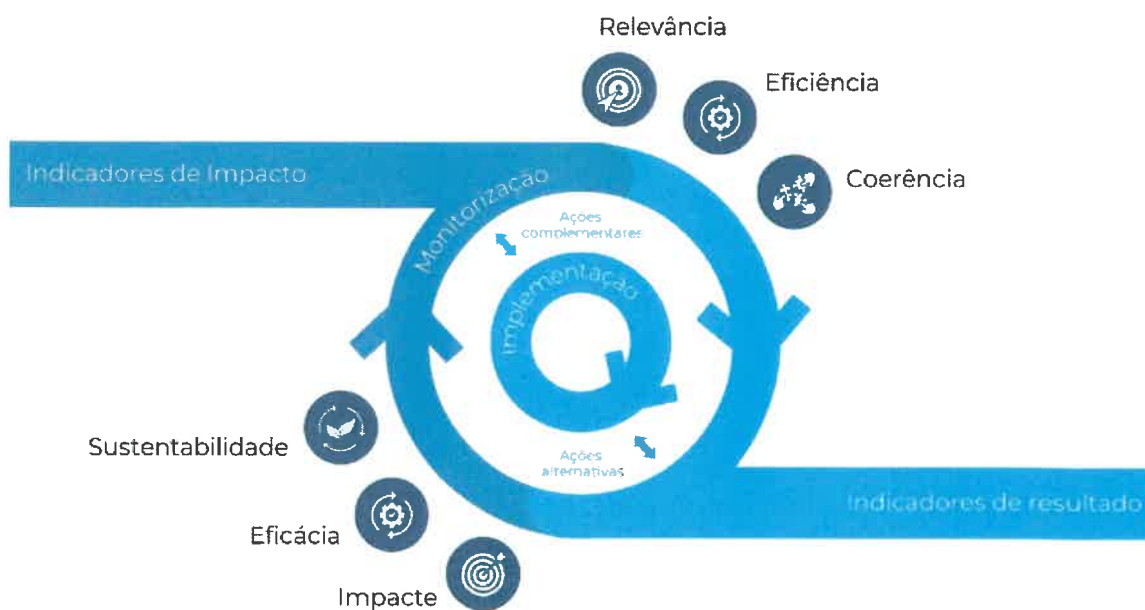 Relevância
Eficiência
Coerência
Indicadores de Impacto
Monitorização
Ações
complementares
Implementação
Ações
alternativas
Sustentabilidade
Eficácia
Impacte
Indicadores de resultado